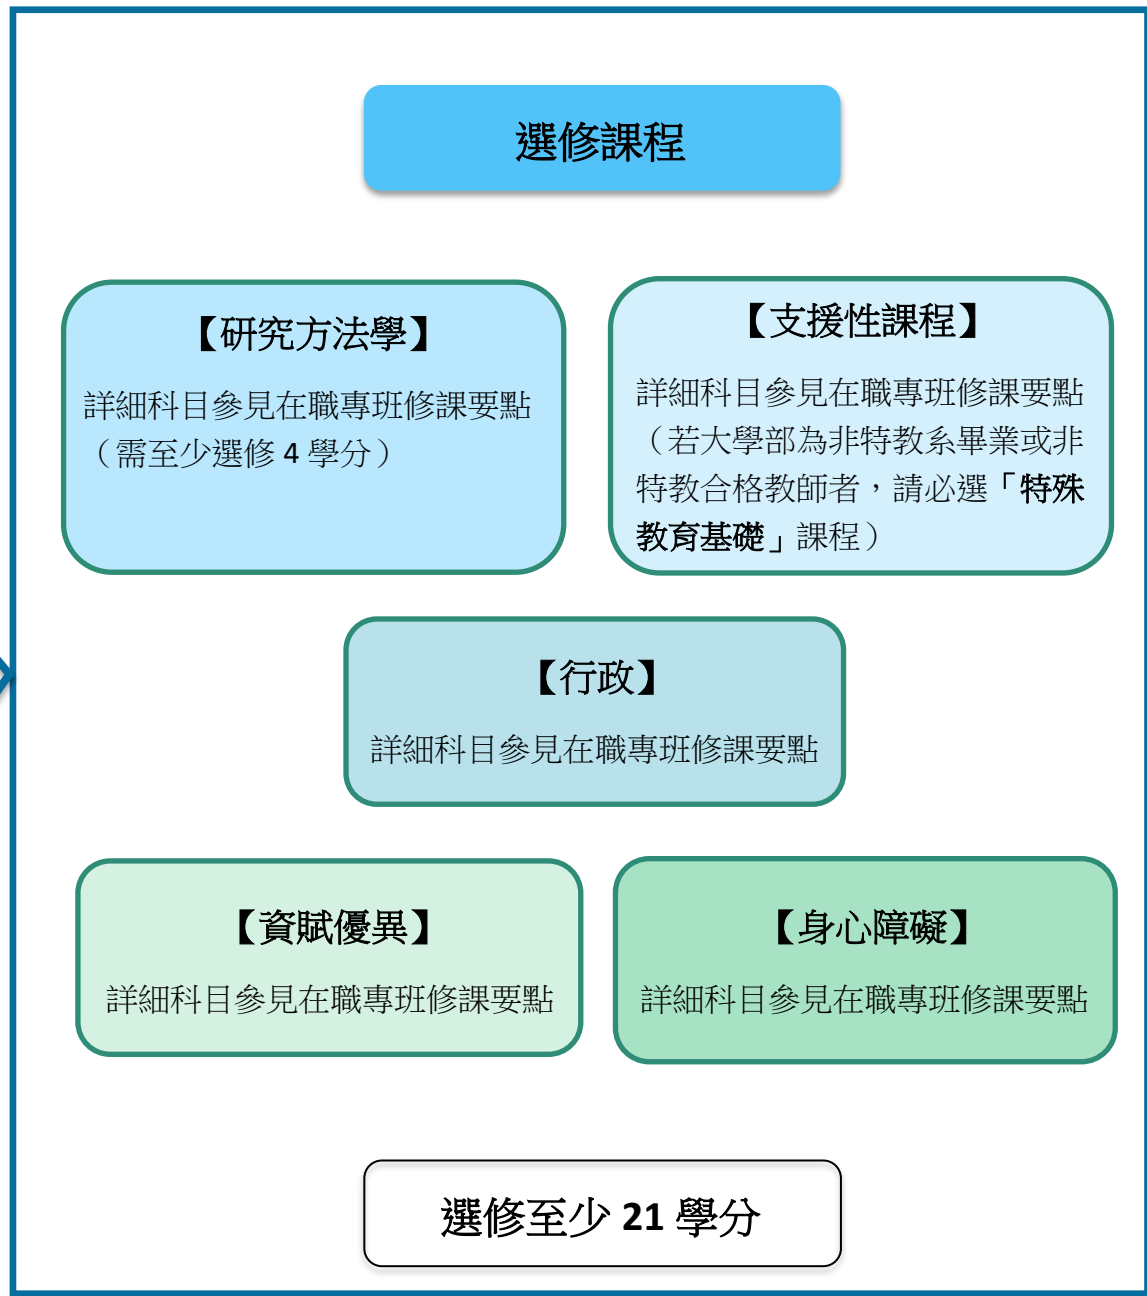 選修課程
【研究方法學】
詳細科目參見在職專班修課要點
（需至少選修 4 學分）
【支援性課程】
詳細科目參見在職專班修課要點
（若大學部為非特教系畢業或非
特教合格教師者，請必選「特殊
教育基礎」課程）
【行政】
詳細科目參見在職專班修課要點
【資賦優異】
詳細科目參見在職專班修課要點
【身心障礙】
詳細科目參見在職專班修課要點
選修至少 21 學分